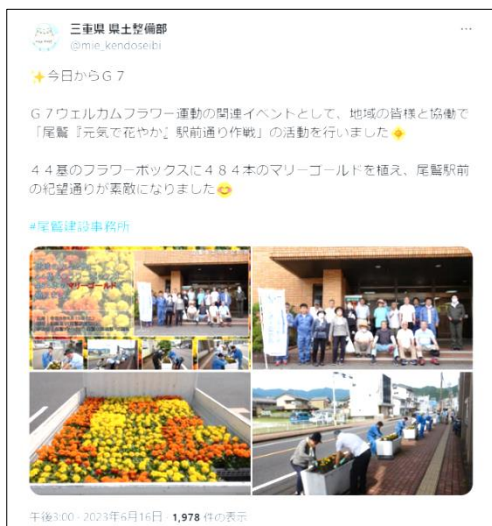 三重県 県土整備部
@mie_kendoseibi
今日からG7
G7ウェルカムフラワー運動の関連イベントとして、地域の皆様と協働で
「尾鷲『元気で花やか』駅前通り作戦」の活動を行いました
44基のフラワーボックスに484本のマリーゴールドを植え、尾鷲駅前
の紀望通りが素敵になりました
#尾鷲建設事務所
マリーゴールド
午後3:00 · 2023年6月16日 · 1,978 件の表示